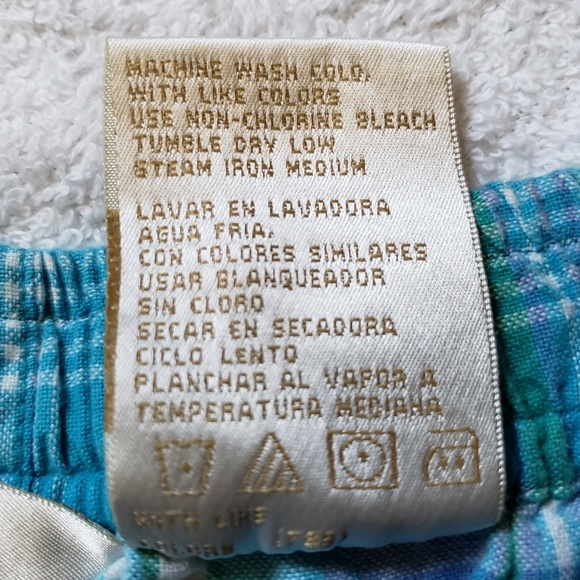 MACHINE WASH COLD,
WITH LIKE COLORS
USE NON-CHLORINE BLEACH
TUMBLE DRY LOW
STEAM IRON MEDIUM
LAVAR EN LAVADORA
AGUA FRIA,
CON COLORES SIMILARES
USAR BLANQUEADOR
SIN CLORO
SECAR EN SECADORA
CICLO LENTO
PLANCHAR AL VAPOR A
TEMPERATURA MEDIANA
WITH LIKE
COLORS